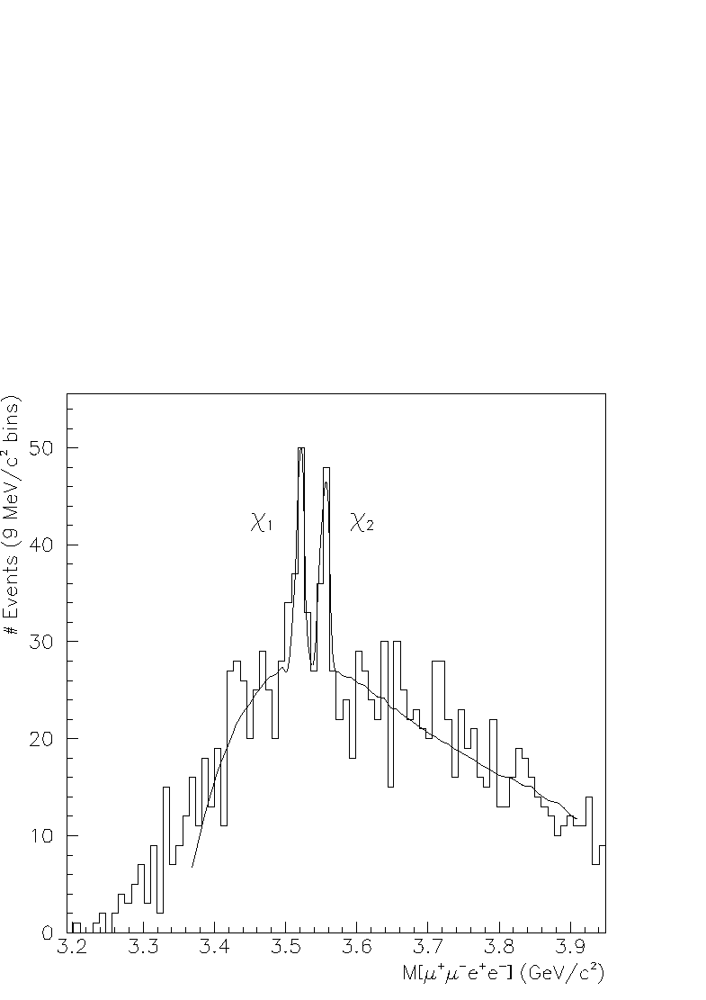 # Events (9 MeV/c² bins)
50
40
30
20
10
0
χ₁
χ₂
3.2 3.3 3.4 3.5 3.6 3.7 3.8 3.9
M[μ⁺μ⁻e⁺e⁻] (GeV/c²)